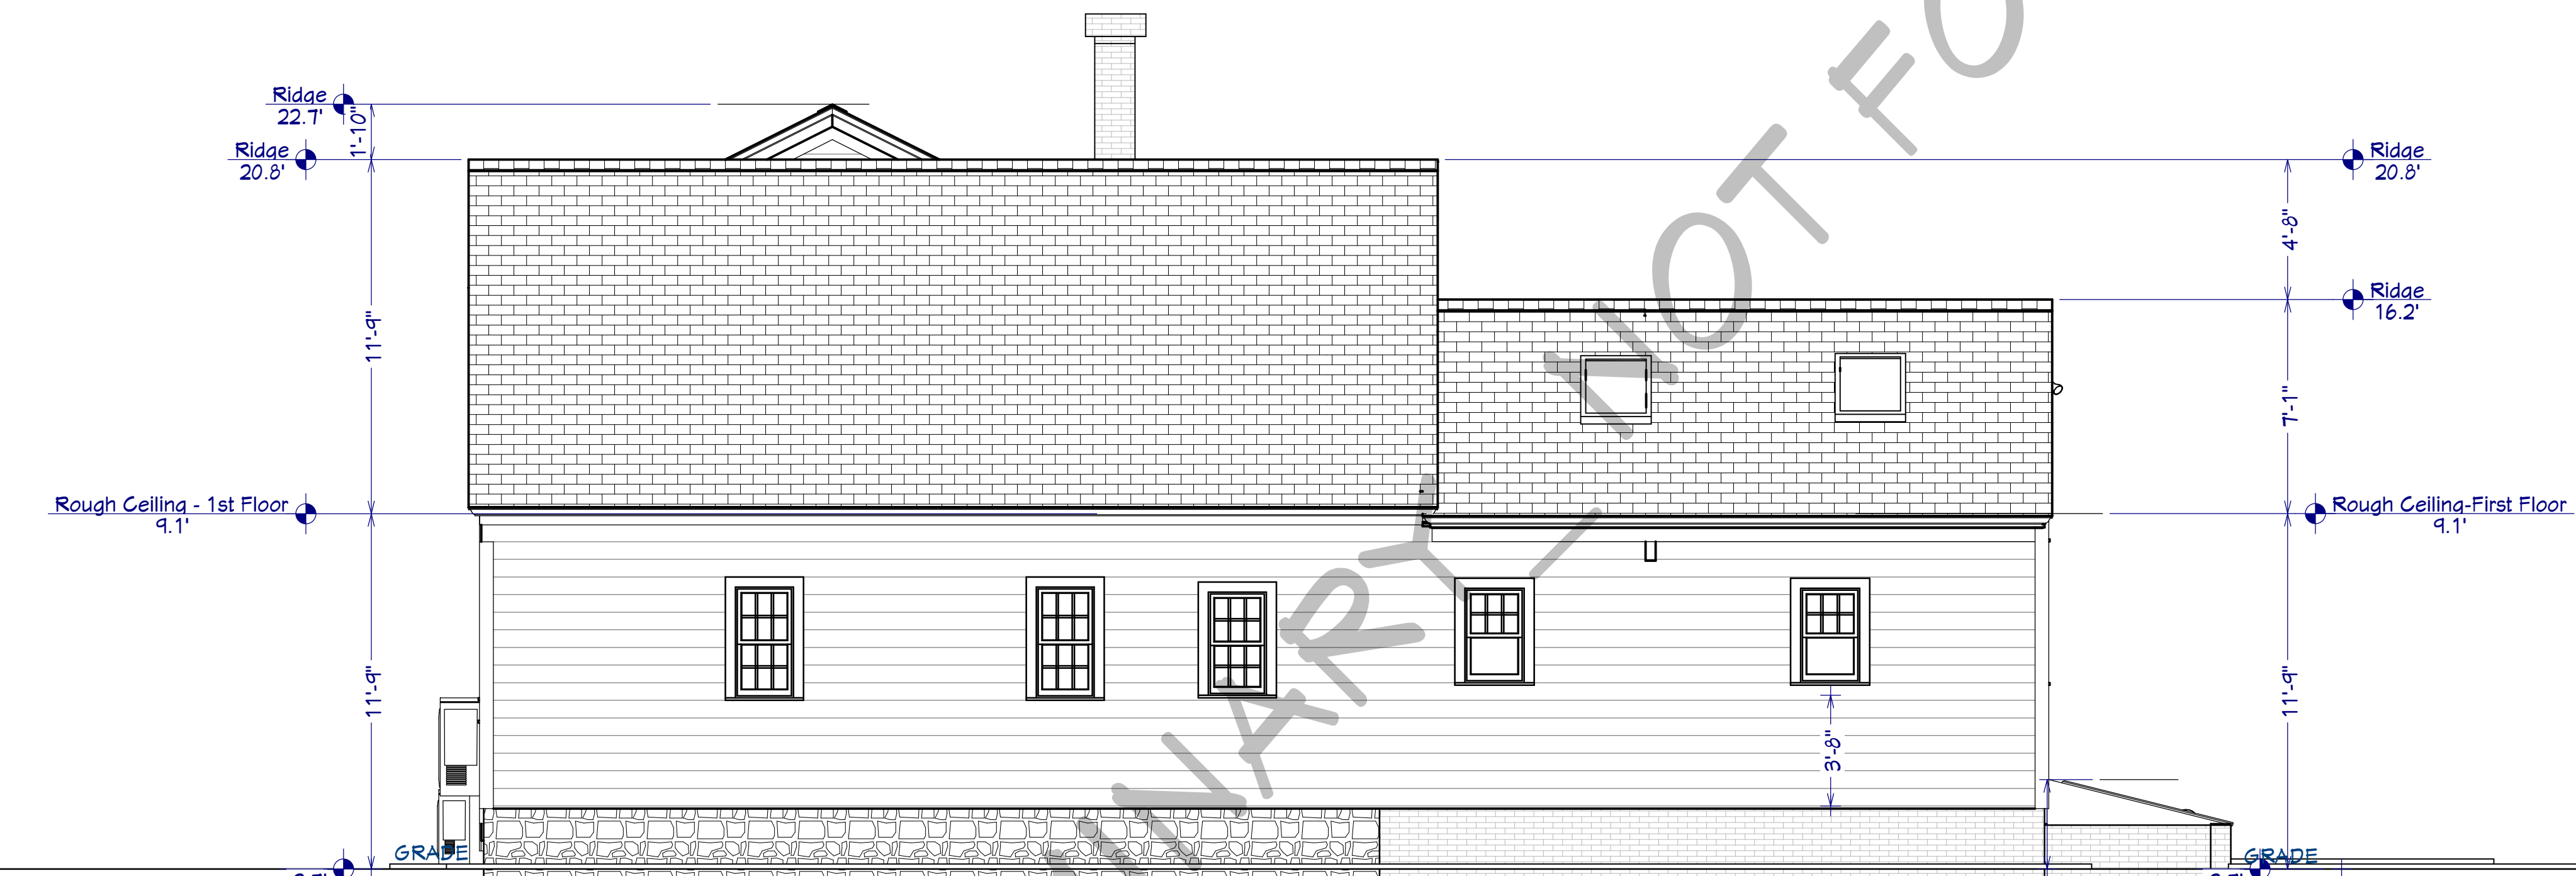 Ridge
22.7'
1'-10"
Ridge
20.8'
Ridge
20.8'
4'-8"
Ridge
16.2'
11'-9"
7'-1"
Rough Ceiling - 1st Floor
9.1'
Rough Ceiling-First Floor
9.1'
11'-9"
11'-9"
3'-8"
GRADE
GRADE
INARY_NOT FO